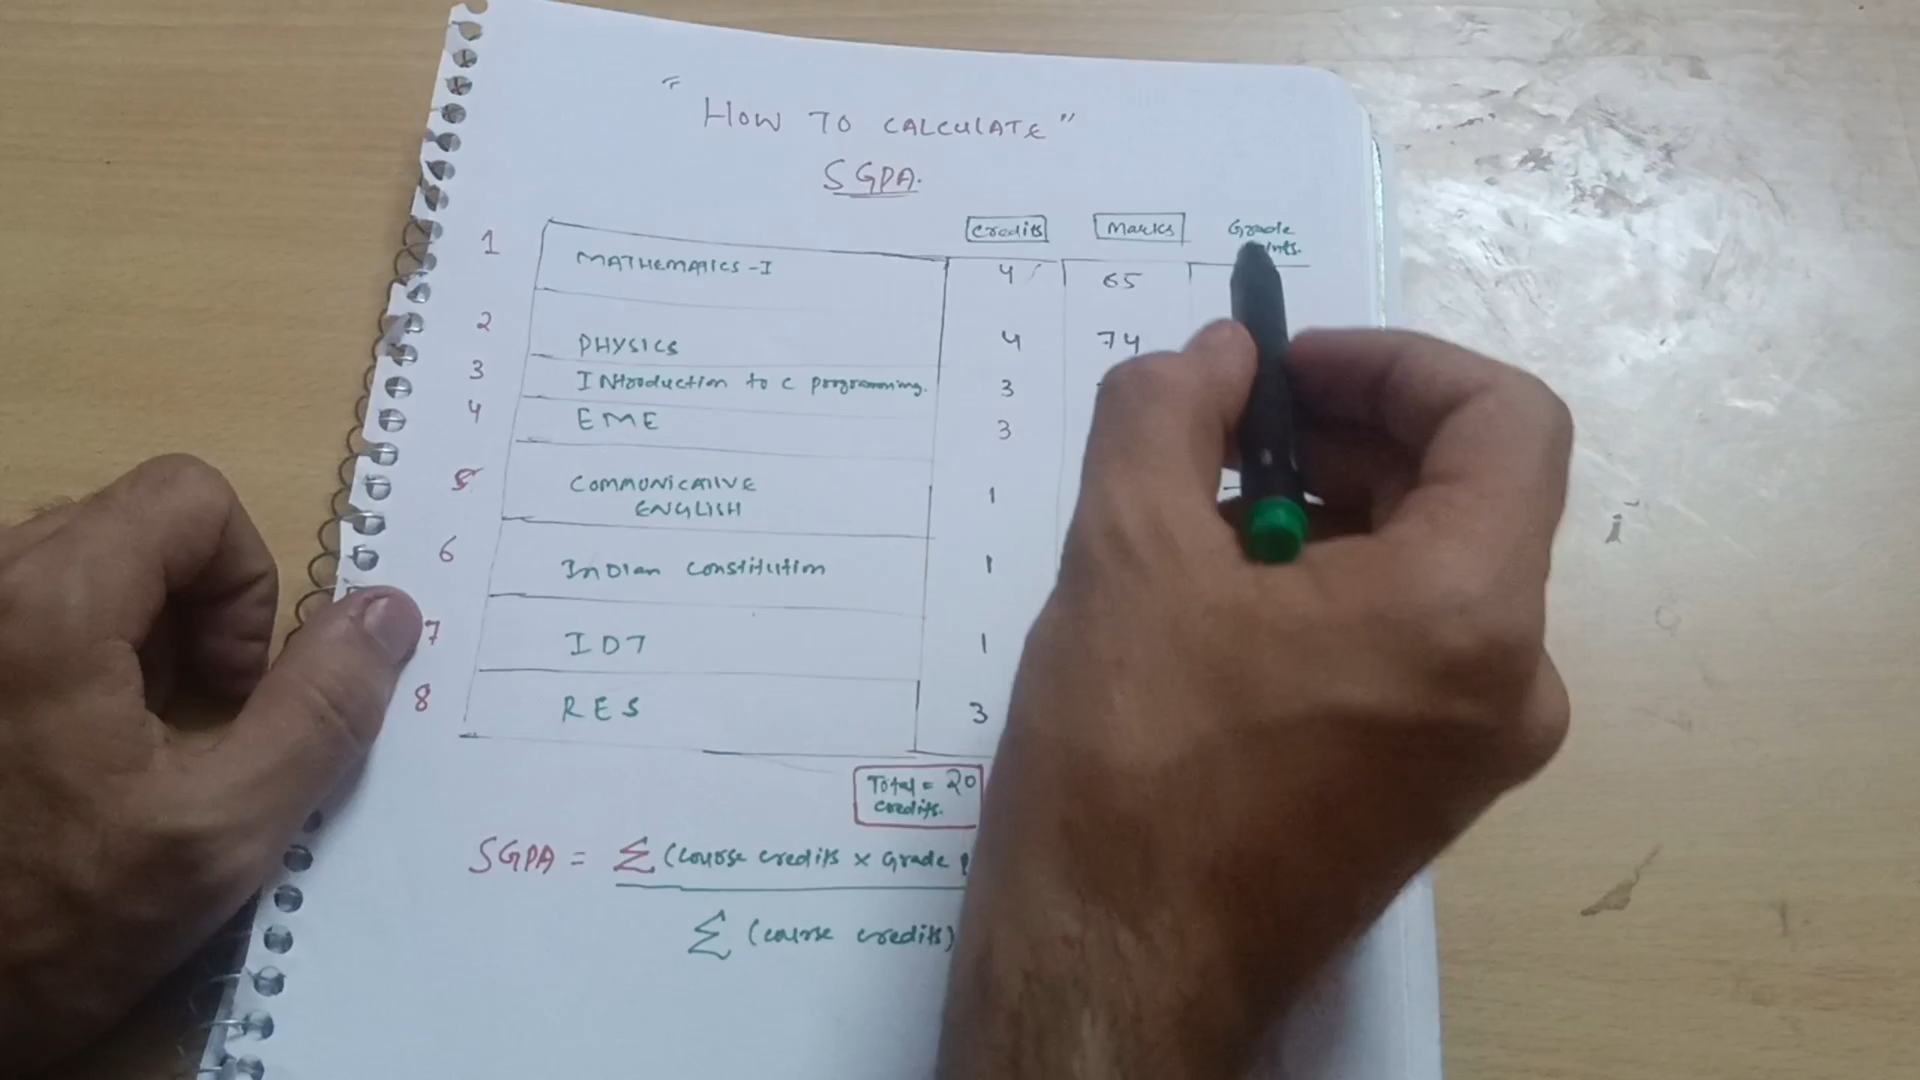 "HOW TO CALCULATE"
SGPA.
Credits Marks Grade
1 MATHEMATICS-I 4 65
2 PHYSICS 4 74
3 INtroduction to C programming. 3
4 EME 3
5 COMMUNICATIVE
ENGLISH 1
6 InDian constitution 1
7 IDT 1
8 RES 3
Total = 20
credits.
SGPA = Σ (course credits x Grade
Σ (course credits)